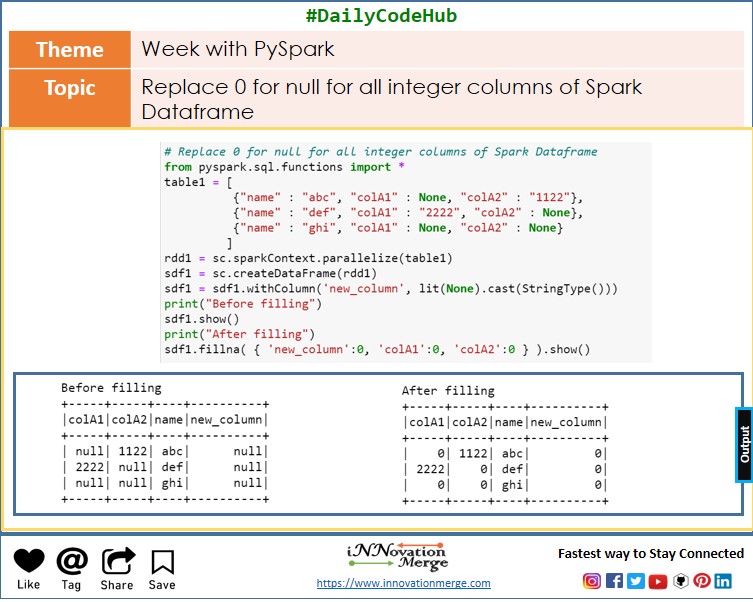 #DailyCodeHub
Theme
Week with PySpark
Topic
Replace 0 for null for all integer columns of Spark
Dataframe
# Replace 0 for null for all integer columns of Spark Dataframe
from pyspark.sql.functions import *
table1 = [
{"name" : "abc", "colA1" : None, "colA2" : "1122"},
{"name" : "def", "colA1" : "2222", "colA2" : None},
{"name" : "ghi", "colA1" : None, "colA2" : None}
]
rdd1 = sc.sparkContext.parallelize(table1)
sdf1 = sc.createDataFrame(rdd1)
sdf1 = sdf1.withColumn('new_column', lit(None).cast(StringType()))
print("Before filling")
sdf1.show()
print("After filling")
sdf1.fillna( { 'new_column':0, 'colA1':0, 'colA2':0 } ).show()
Before filling
+-----+-----+----+----------+
|colA1|colA2|name|new_column|
+-----+-----+----+----------+
| null| 1122| abc|      null|
| 2222| null| def|      null|
| null| null| ghi|      null|
+-----+-----+----+----------+
After filling
+-----+-----+----+----------+
|colA1|colA2|name|new_column|
+-----+-----+----+----------+
|    0| 1122| abc|         0|
| 2222|    0| def|         0|
|    0|    0| ghi|         0|
+-----+-----+----+----------+
Output
Like
Tag
Share
Save
iNNovation
Merge
https://www.innovationmerge.com
Fastest way to Stay Connected